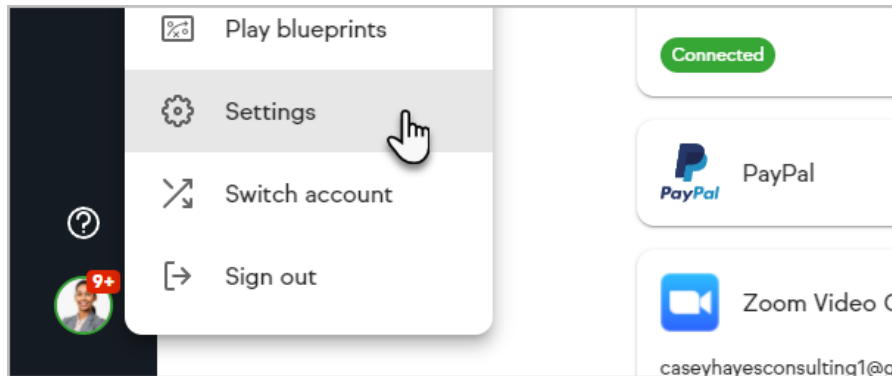 Play blueprints
Settings
Switch account
Sign out
9+
Connected
PayPal
PayPal
Zoom Video
caseyhayesconsulting1@